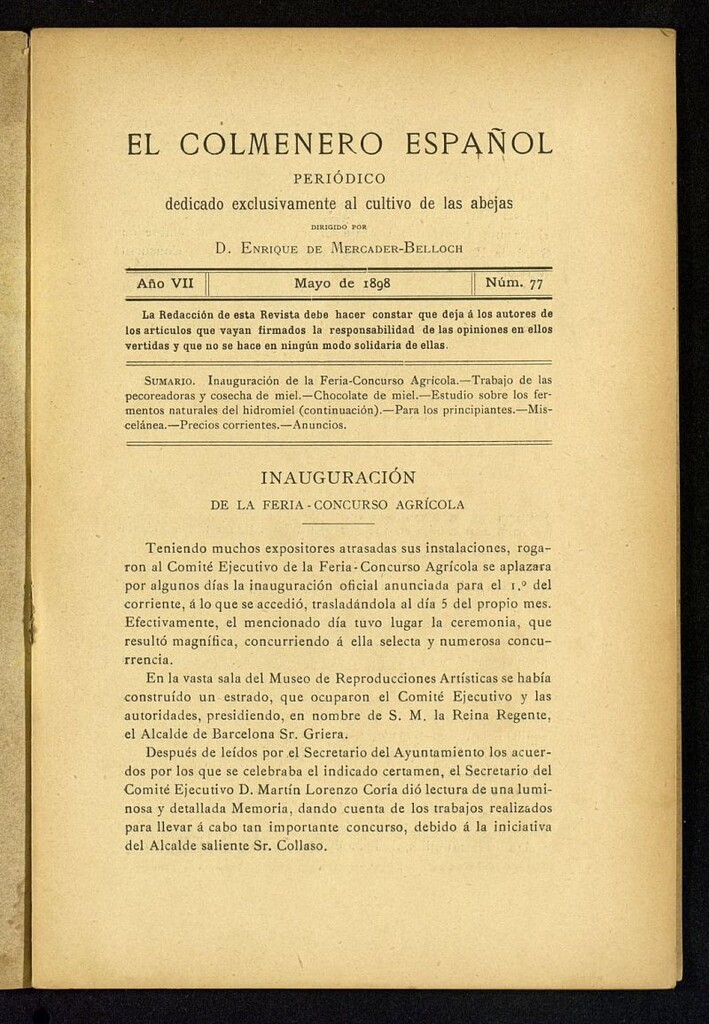 EL COLMENERO ESPAÑOL
PERIÓDICO
dedicado exclusivamente al cultivo de las abejas
DIRIGIDO POR
D. ENRIQUE DE MERCADER-BELLOCH
Año VII Mayo de 1898 Núm. 77
La Redacción de esta Revista debe hacer constar que deja á los autores de
los artículos que vayan firmados la responsabilidad de las opiniones en ellos
vertidas y que no se hace en ningún modo solidaria de ellas.
SUMARIO. Inauguración de la Feria-Concurso Agrícola.—Trabajo de las
pecoreadoras y cosecha de miel.—Chocolate de miel.—Estudio sobre los fer-
mentos naturales del hidromiel (continuación).—Para los principiantes.—Mis-
celánea.—Precios corrientes.—Anuncios.
INAUGURACIÓN
DE LA FERIA-CONCURSO AGRÍCOLA
Teniendo muchos expositores atrasadas sus instalaciones, roga-
ron al Comité Ejecutivo de la Feria-Concurso Agrícola se aplazara
por algunos días la inauguración oficial anunciada para el 1.º del
corriente, á lo que se accedió, trasladándola al día 5 del propio mes.
Efectivamente, el mencionado día tuvo lugar la ceremonia, que
resultó magnífica, concurriendo á ella selecta y numerosa concu-
rrencia.
En la vasta sala del Museo de Reproducciones Artísticas se había
construído un estrado, que ocuparon el Comité Ejecutivo y las
autoridades, presidiendo, en nombre de S. M. la Reina Regente,
el Alcalde de Barcelona Sr. Griera.
Después de leídos por el Secretario del Ayuntamiento los acuer-
dos por los que se celebraba el indicado certamen, el Secretario del
Comité Ejecutivo D. Martín Lorenzo Coria dió lectura de una lumi-
nosa y detallada Memoria, dando cuenta de los trabajos realizados
para llevar á cabo tan importante concurso, debido á la iniciativa
del Alcalde saliente Sr. Collaso.